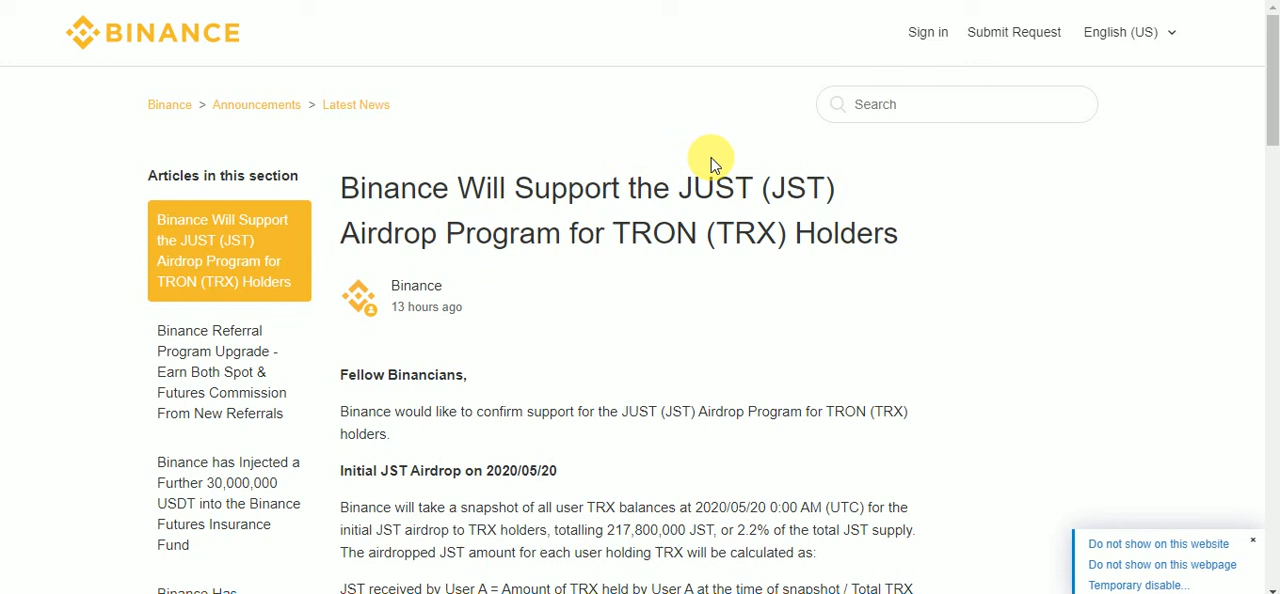 BINANCE
Sign in
Submit Request
English (US)
Binance > Announcements > Latest News
Search
Articles in this section
Binance Will Support
the JUST (JST)
Airdrop Program for
TRON (TRX) Holders
Binance Referral
Program Upgrade -
Earn Both Spot &
Futures Commission
From New Referrals
Binance has Injected a
Further 30,000,000
USDT into the Binance
Futures Insurance
Fund
Binance Has
Binance Will Support the JUST (JST)
Airdrop Program for TRON (TRX) Holders
Binance
13 hours ago
Fellow Binancians,
Binance would like to confirm support for the JUST (JST) Airdrop Program for TRON (TRX)
holders.
Initial JST Airdrop on 2020/05/20
Binance will take a snapshot of all user TRX balances at 2020/05/20 0:00 AM (UTC) for the
initial JST airdrop to TRX holders, totalling 217,800,000 JST, or 2.2% of the total JST supply.
The airdropped JST amount for each user holding TRX will be calculated as:
JST received by User A = Amount of TRX held by User A at the time of snapshot / Total TRX
Do not show on this website
Do not show on this webpage
Temporary disable...